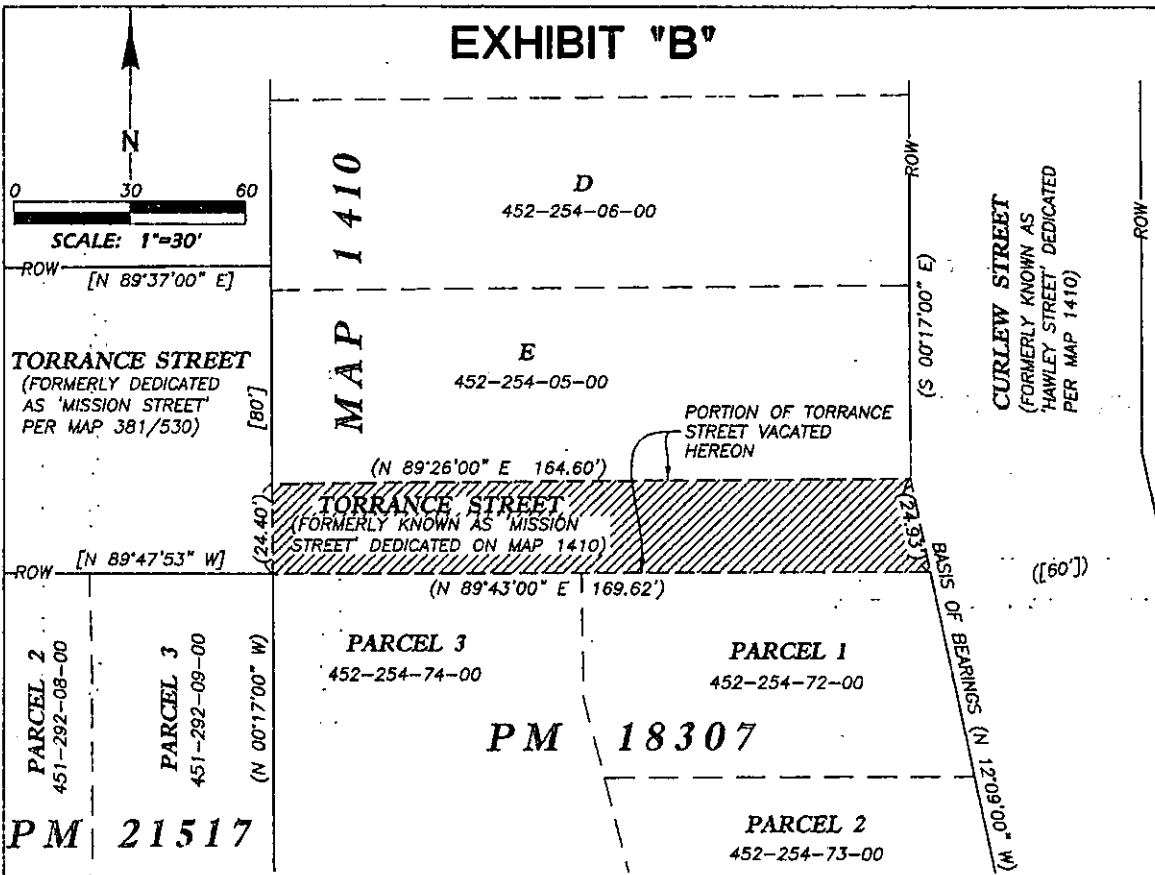 EXHIBIT "B"
N
0 30 60
SCALE: 1"=30'
ROW
[N 89°37'00" E]
TORRANCE STREET
(FORMERLY DEDICATED
AS 'MISSION STREET'
PER MAP 381/530)
[80']
MAP 1410
D
452-254-06-00
E
452-254-05-00
ROW
(S 00°17'00" E)
CURLEW STREET
(FORMERLY KNOWN AS
'HAWLEY STREET' DEDICATED
PER MAP 1410)
ROW
PORTION OF TORRANCE
STREET VACATED
HEREON
(N 89°26'00" E 164.60')
(24.40')
TORRANCE STREET
(FORMERLY KNOWN AS 'MISSION
STREET' DEDICATED ON MAP 1410)
(24.93')
ROW
[N 89°47'53" W]
(N 89°43'00" E 169.62')
BASIS OF BEARINGS (N 12°09'00" W)
([60'])
PARCEL 2
451-292-08-00
PARCEL 3
451-292-09-00
(N 00°17'00" W)
PARCEL 3
452-254-74-00
PARCEL 1
452-254-72-00
PM 18307
PM 21517
PARCEL 2
452-254-73-00